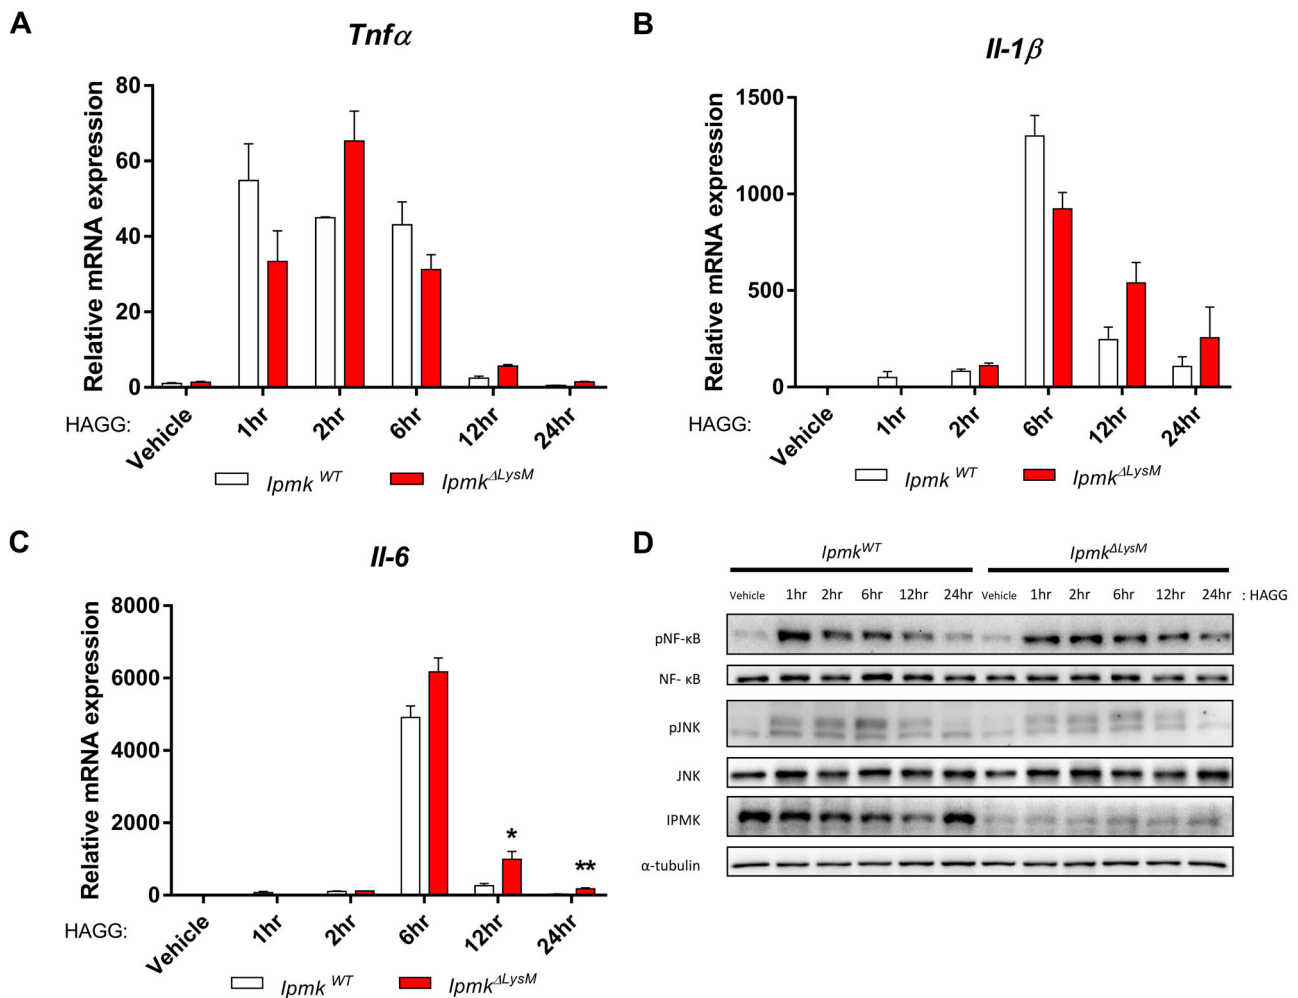 A
Tnfα
Relative mRNA expression
80
60
40
20
0
HAGG:
Vehicle 1hr 2hr 6hr 12hr 24hr
Ipmk WT IpmkΔLysM
B
Il-1β
Relative mRNA expression
1500
1000
500
0
HAGG:
Vehicle 1hr 2hr 6hr 12hr 24hr
Ipmk WT IpmkΔLysM
C
Il-6
Relative mRNA expression
8000
6000
4000
2000
0
* **
HAGG:
Vehicle 1hr 2hr 6hr 12hr 24hr
Ipmk WT IpmkΔLysM
D
IpmkWT IpmkΔLysM
Vehicle 1hr 2hr 6hr 12hr 24hr Vehicle 1hr 2hr 6hr 12hr 24hr : HAGG
pNF-κB
NF- κB
pJNK
JNK
IPMK
α-tubulin